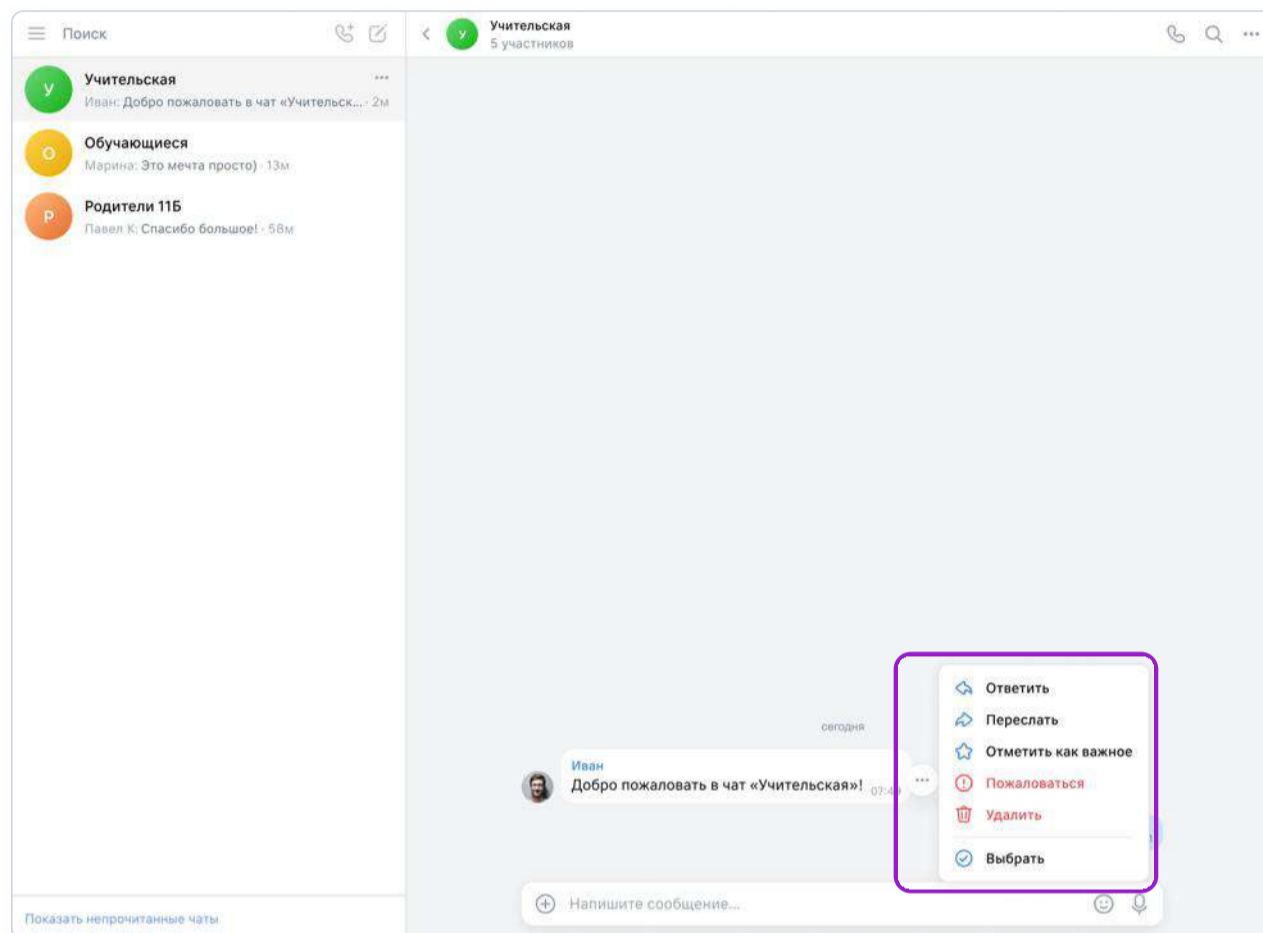 Поиск
У
Учительская
Иван: Добро пожаловать в чат «Учительск... · 2м
О
Обучающиеся
Марина: Это мечта просто) · 13м
Р
Родители 11Б
Павел К: Спасибо большое! · 58м
Показать непрочитанные чаты
У
Учительская
5 участников
сегодня
Иван
Добро пожаловать в чат «Учительская»!
Ответить
Переслать
Отметить как важное
Пожаловаться
Удалить
Выбрать
Напишите сообщение...